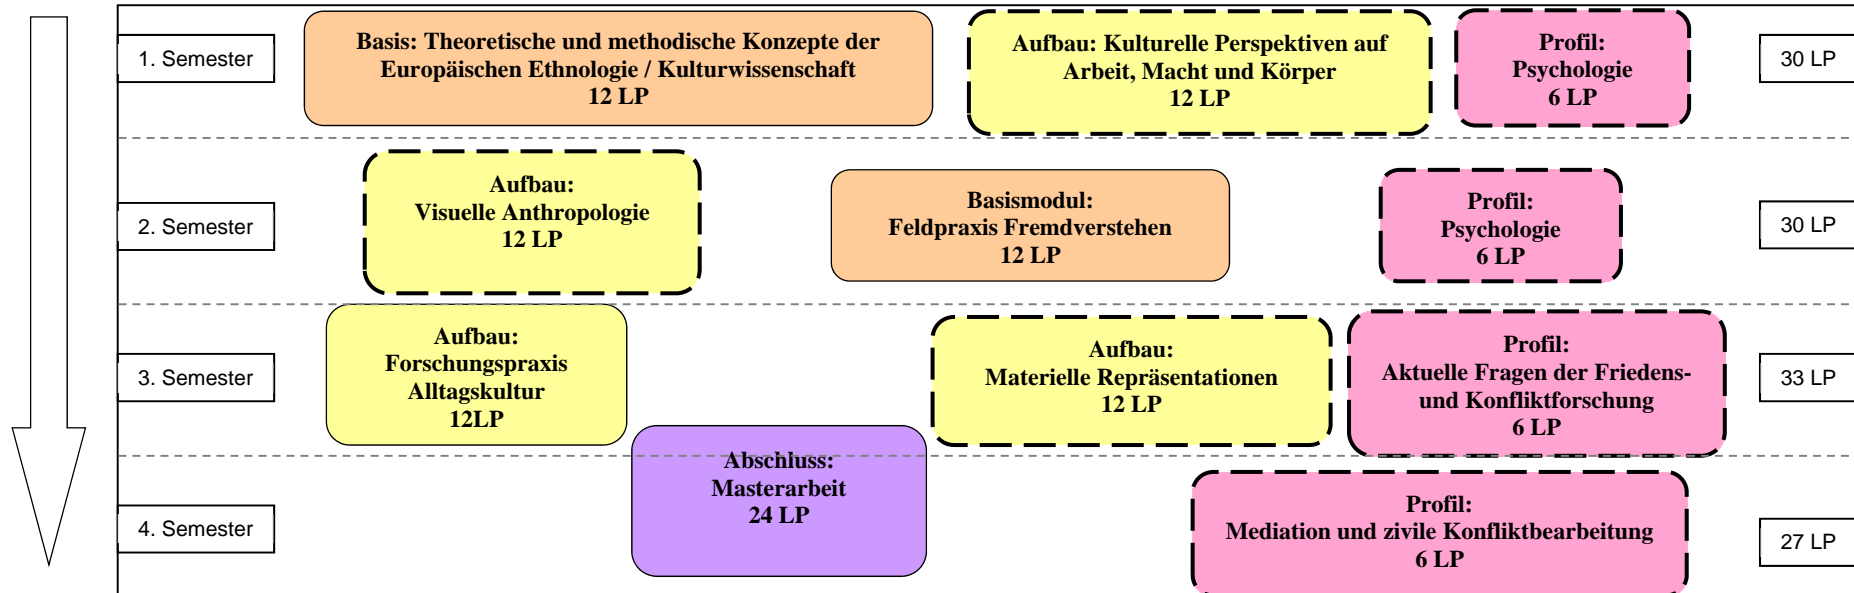 1. Semester
Basis: Theoretische und methodische Konzepte der
Europäischen Ethnologie / Kulturwissenschaft
12 LP
Aufbau: Kulturelle Perspektiven auf
Arbeit, Macht und Körper
12 LP
Profil:
Psychologie
6 LP
30 LP
2. Semester
Aufbau:
Visuelle Anthropologie
12 LP
Basismodul:
Feldpraxis Fremdverstehen
12 LP
Profil:
Psychologie
6 LP
30 LP
3. Semester
Aufbau:
Forschungspraxis
Alltagskultur
12LP
Aufbau:
Materielle Repräsentationen
12 LP
Profil:
Aktuelle Fragen der Friedens-
und Konfliktforschung
6 LP
33 LP
4. Semester
Abschluss:
Masterarbeit
24 LP
Profil:
Mediation und zivile Konfliktbearbeitung
6 LP
27 LP